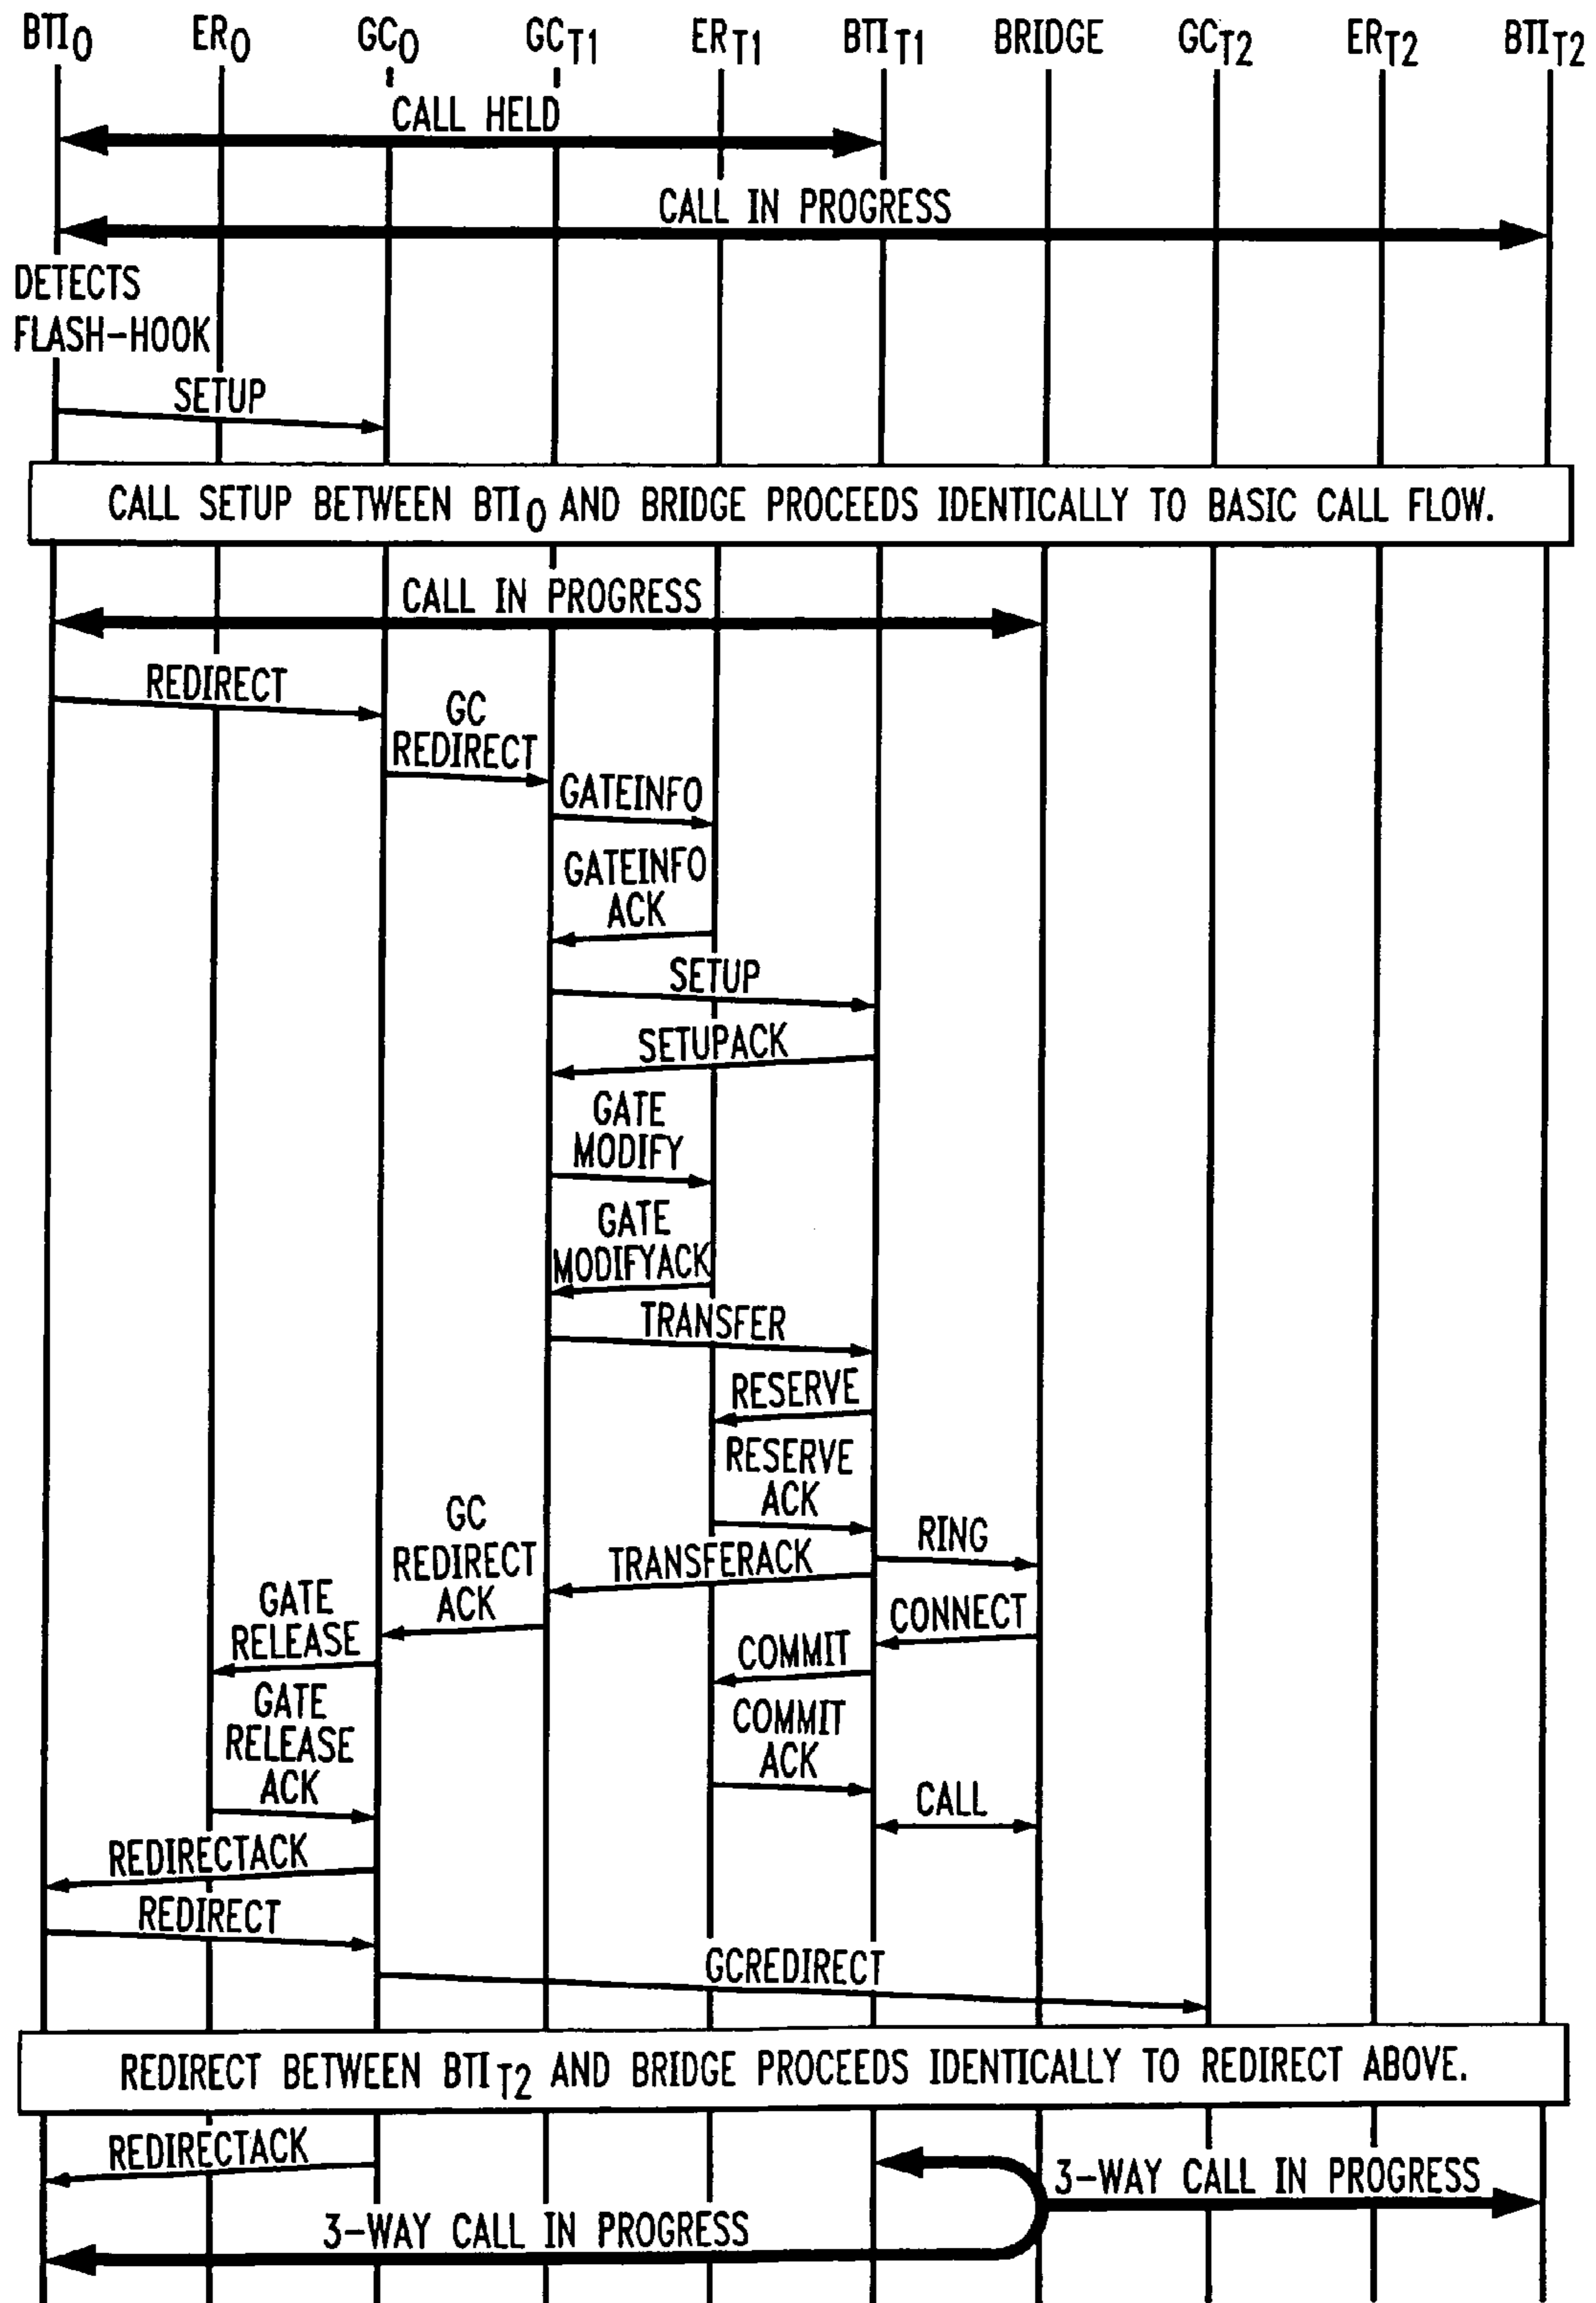 BTI0 ER0 GC0 GCT1 ERT1 BTIT1 BRIDGE GCT2 ERT2 BTIT2
CALL HELD
CALL IN PROGRESS
DETECTS
FLASH-HOOK
SETUP
CALL SETUP BETWEEN BTI0 AND BRIDGE PROCEEDS IDENTICALLY TO BASIC CALL FLOW.
CALL IN PROGRESS
REDIRECT
GC
REDIRECT
GATEINFO
GATEINFO
ACK
SETUP
SETUPACK
GATE
MODIFY
GATE
MODIFYACK
TRANSFER
RESERVE
RESERVE
ACK
RING
TRANSFERACK
GC
REDIRECT
ACK
CONNECT
GATE
RELEASE
COMMIT
GATE
RELEASE
ACK
COMMIT
ACK
CALL
REDIRECTACK
REDIRECT
GCREDIRECT
REDIRECT BETWEEN BTIT2 AND BRIDGE PROCEEDS IDENTICALLY TO REDIRECT ABOVE.
REDIRECTACK
3-WAY CALL IN PROGRESS
3-WAY CALL IN PROGRESS